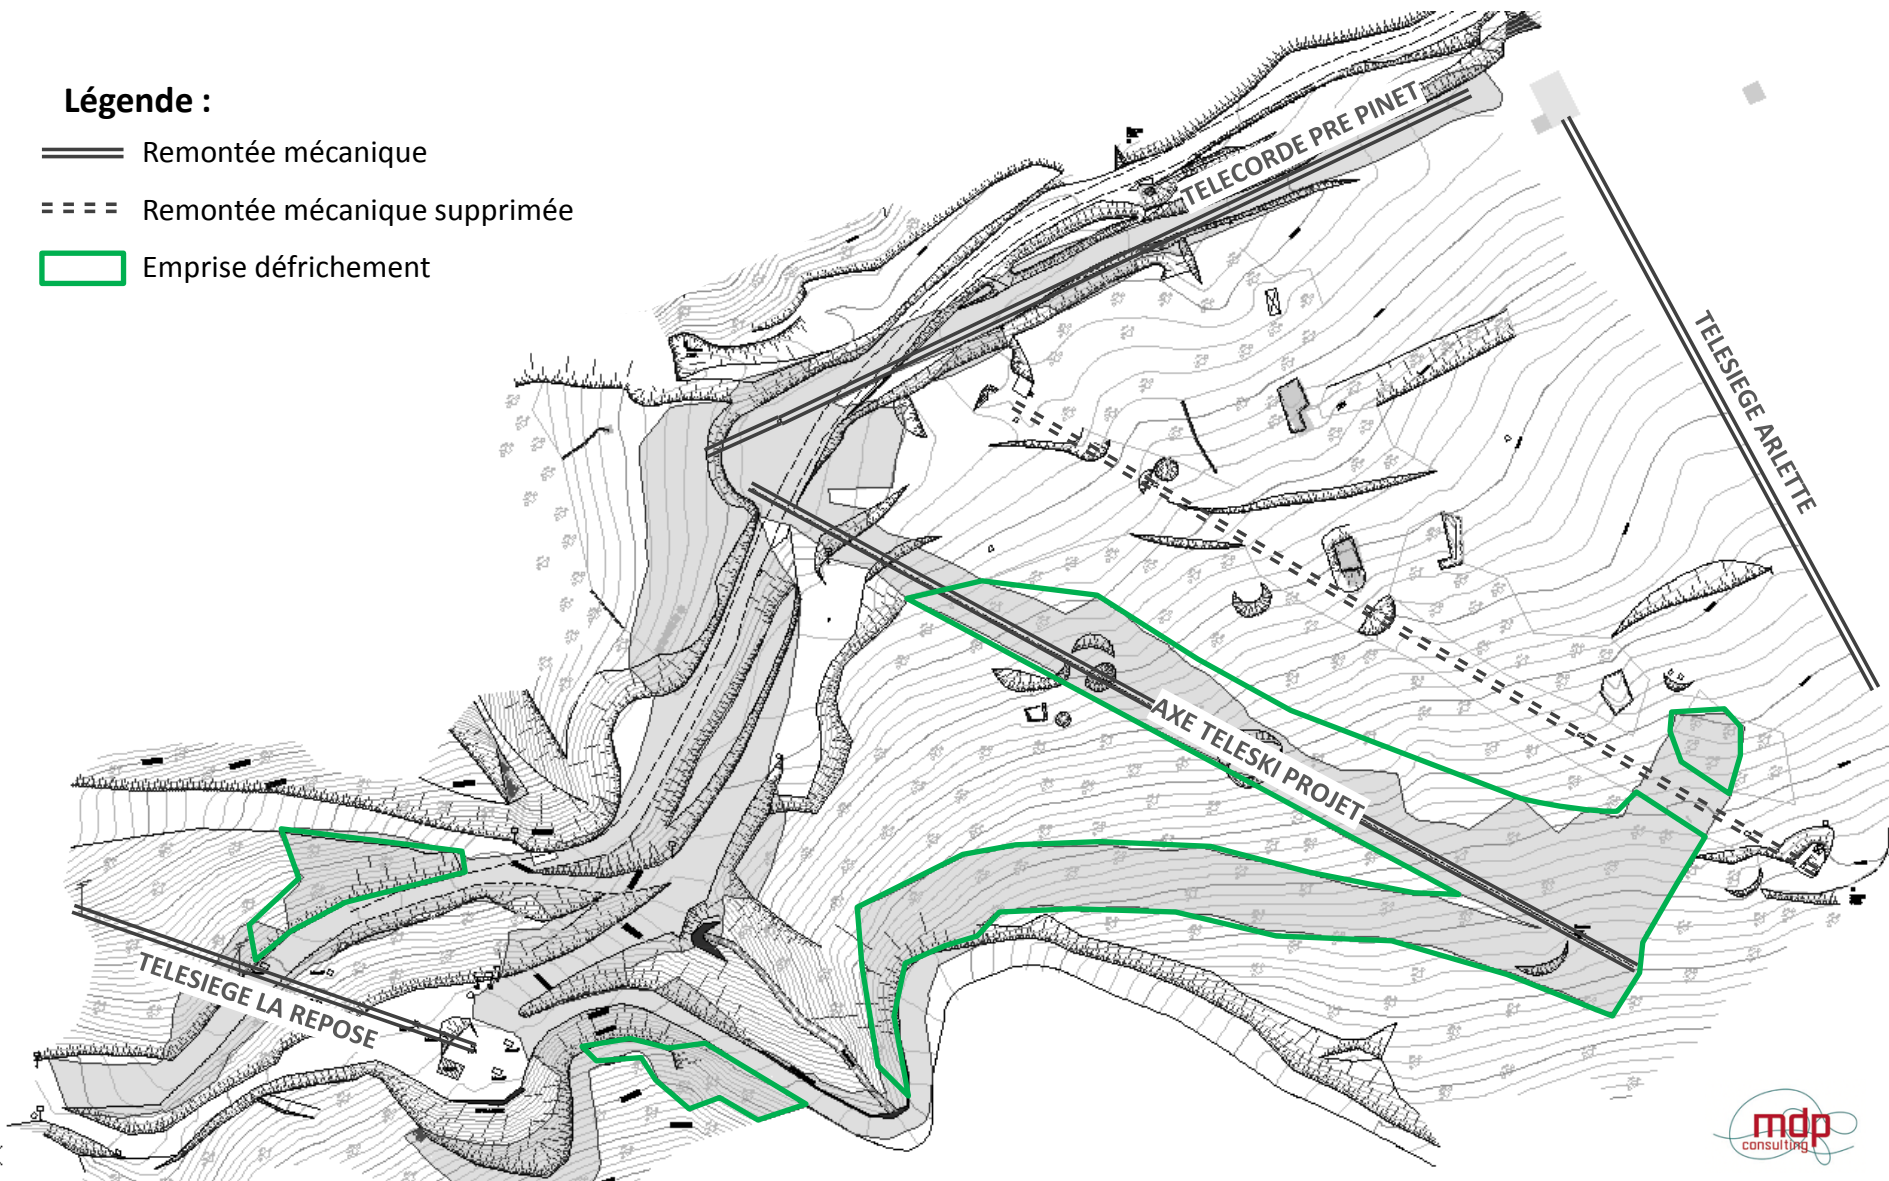 Légende :
Remontée mécanique
Remontée mécanique supprimée
Emprise défrichement
TELECORDE PRE PINET
TELESIEGE ARLETTE
AXE TELESKI PROJET
TELESIEGE LA REPOSE
mdp
consulting